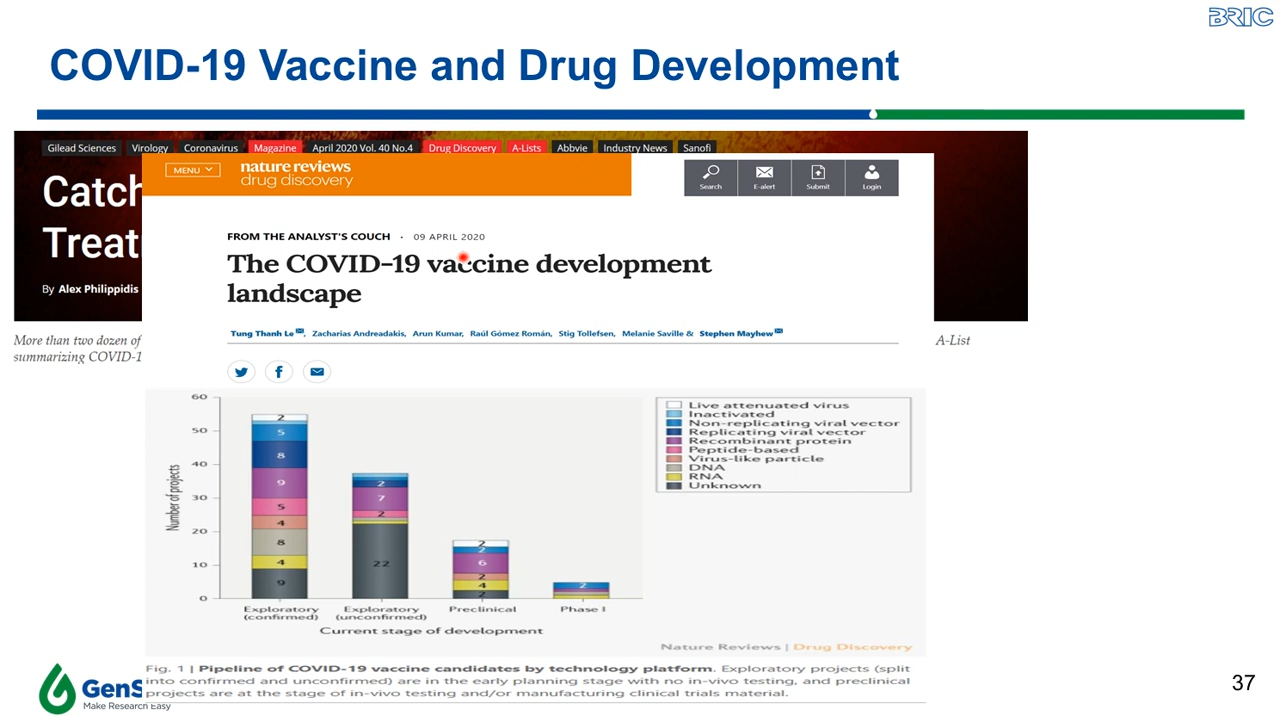 BRIC
COVID-19 Vaccine and Drug Development
Gilead Sciences Virology Coronavirus Magazine April 2020 Vol. 40 No.4 Drug Discovery A-Lists Abbvie Industry News Sanofi
Catch
Treat
By Alex Philippidis
More than two dozen of
summarizing COVID-1
A-List
MENU
nature reviews
drug discovery
Search E-alert Submit Login
FROM THE ANALYST'S COUCH · 09 APRIL 2020
The COVID-19 vaccine development
landscape
Tung Thanh Le, Zacharias Andreadakis, Arun Kumar, Raúl Gómez Román, Stig Tollefsen, Melanie Saville & Stephen Mayhew
Number of projects
60
50
40
30
20
10
0
2
5
8
9
5
4
8
4
9
2
7
2
22
2
2
6
2
4
2
2
Exploratory
(confirmed)
Exploratory
(unconfirmed)
Preclinical
Phase I
Current stage of development
Live attenuated virus
Inactivated
Non-replicating viral vector
Replicating viral vector
Recombinant protein
Peptide-based
Virus-like particle
DNA
RNA
Unknown
Nature Reviews | Drug Discovery
Fig. 1 | Pipeline of COVID-19 vaccine candidates by technology platform. Exploratory projects (split
into confirmed and unconfirmed) are in the early planning stage with no in-vivo testing, and preclinical
projects are at the stage of in-vivo testing and/or manufacturing clinical trials material.
GenS
Make Research Easy
37